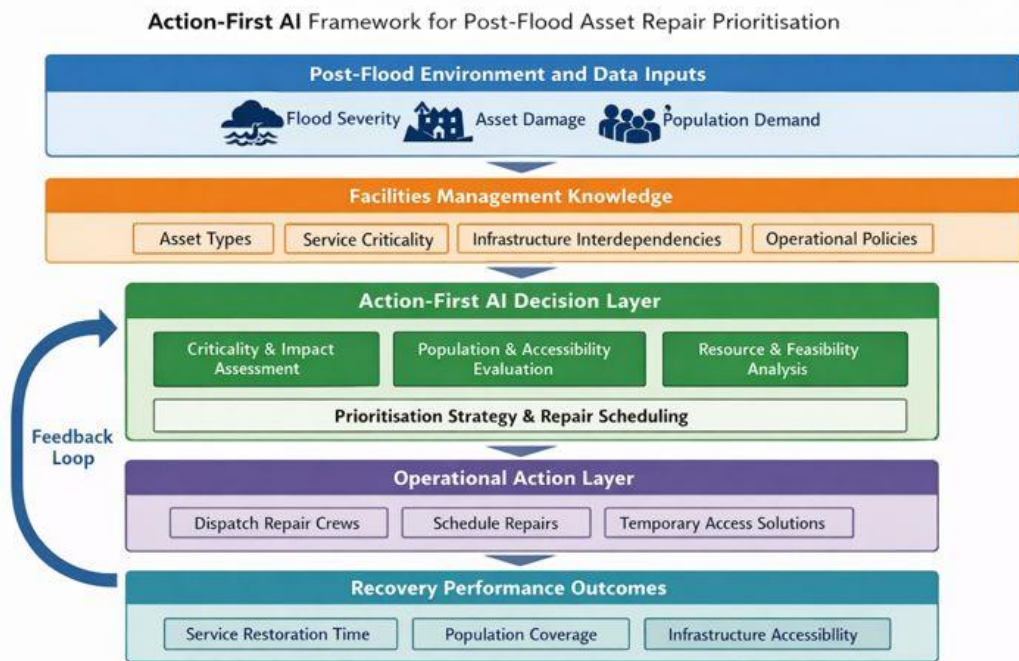 Action-First AI Framework for Post-Flood Asset Repair Prioritisation
Post-Flood Environment and Data Inputs
Flood Severity
Asset Damage
Population Demand
Facilities Management Knowledge
Asset Types
Service Criticality
Infrastructure Interdependencies
Operational Policies
Action-First AI Decision Layer
Criticality & Impact
Assessment
Population & Accessibility
Evaluation
Resource & Feasibility
Analysis
Prioritisation Strategy & Repair Scheduling
Feedback
Loop
Operational Action Layer
Dispatch Repair Crews
Schedule Repairs
Temporary Access Solutions
Recovery Performance Outcomes
Service Restoration Time
Population Coverage
Infrastructure Accessibility